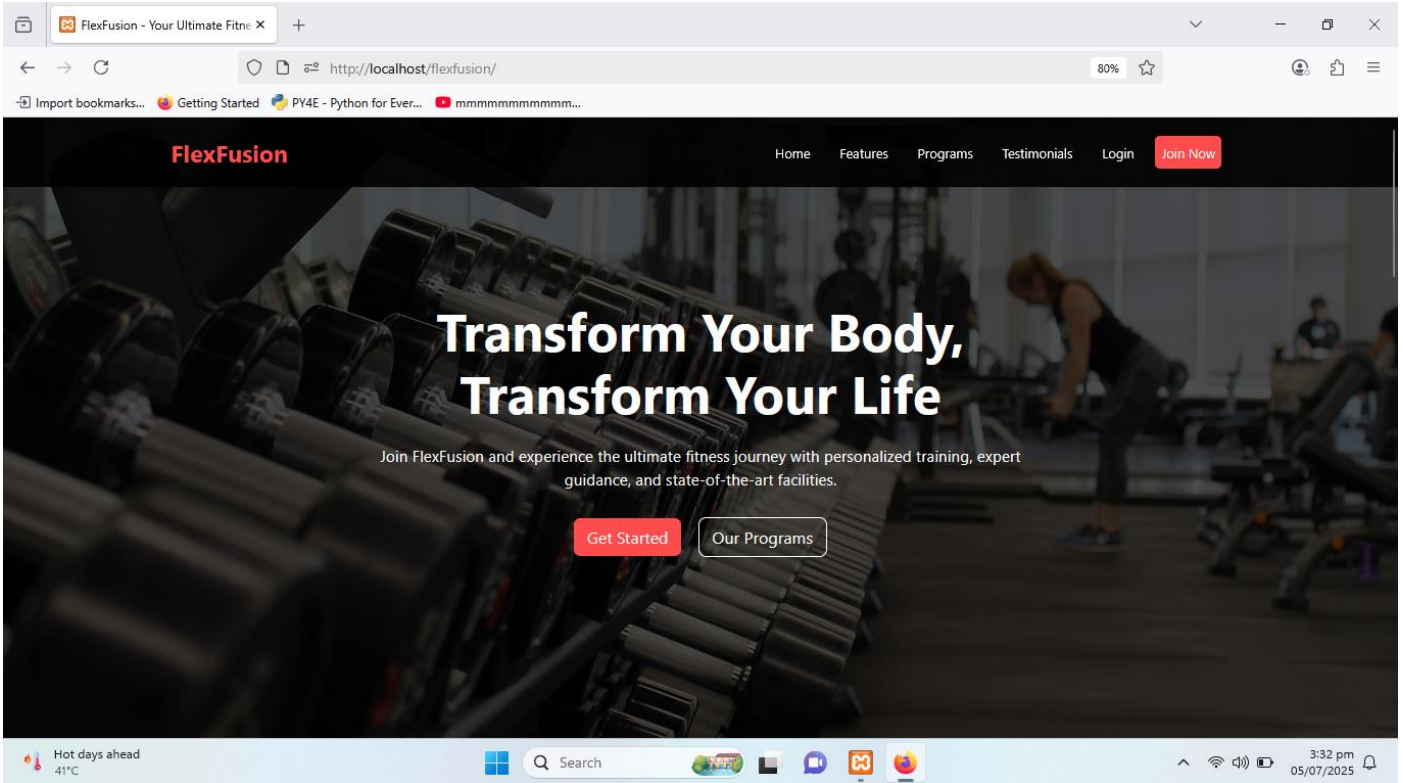 FlexFusion - Your Ultimate Fitne
http://localhost/flexfusion/
80%
Import bookmarks...
Getting Started
PY4E - Python for Ever...
mmmmmmmmmmm...
FlexFusion
Home
Features
Programs
Testimonials
Login
Join Now
Transform Your Body,
Transform Your Life
Join FlexFusion and experience the ultimate fitness journey with personalized training, expert
guidance, and state-of-the-art facilities.
Get Started
Our Programs
Hot days ahead
41°C
Search
3:32 pm
05/07/2025